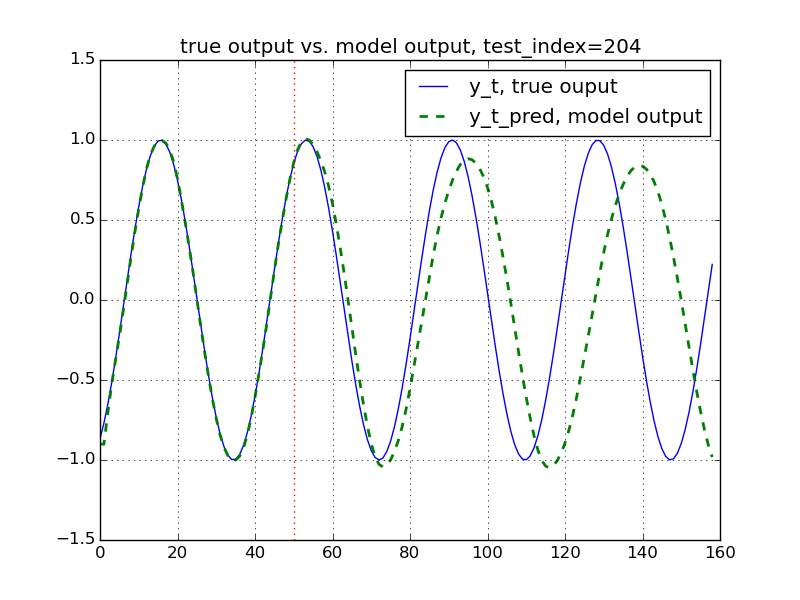 true output vs. model output, test_index=204
y_t, true ouput
y_t_pred, model output
1.5
1.0
0.5
0.0
−0.5
−1.0
−1.5
0 20 40 60 80 100 120 140 160